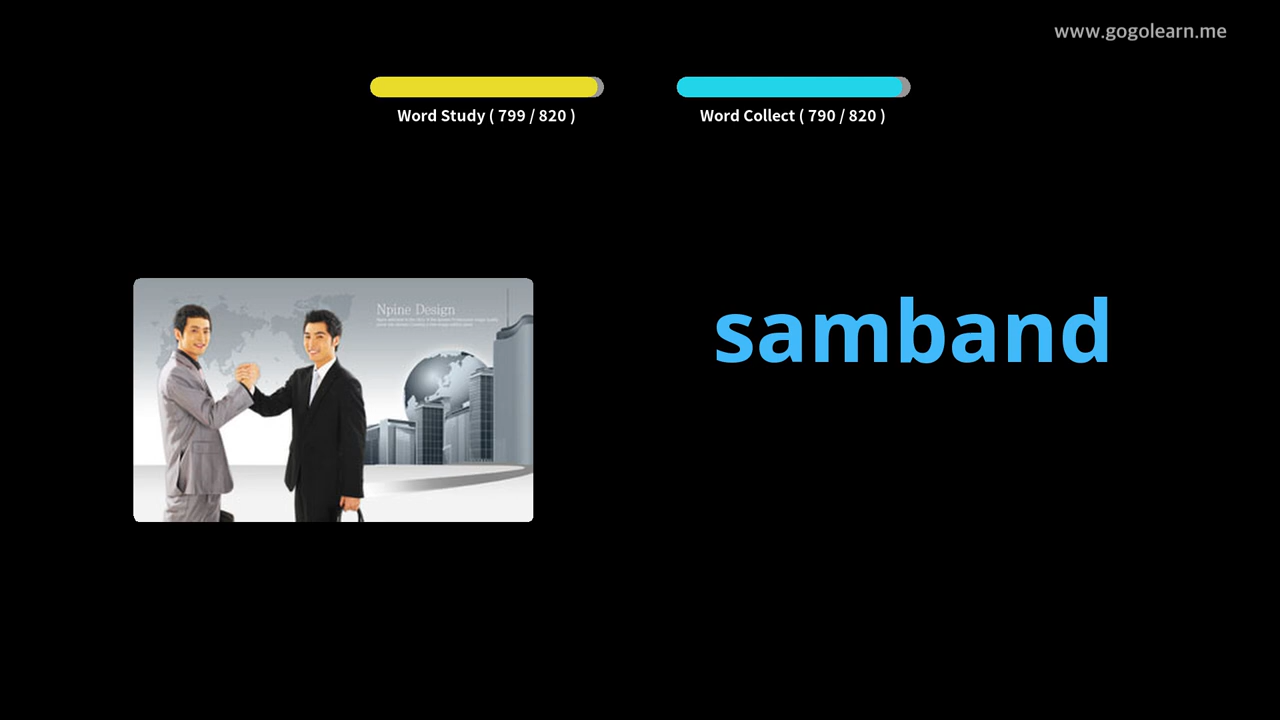 www.gogolearn.me
Word Study ( 799 / 820 )
Word Collect ( 790 / 820 )
Npine Design
samband